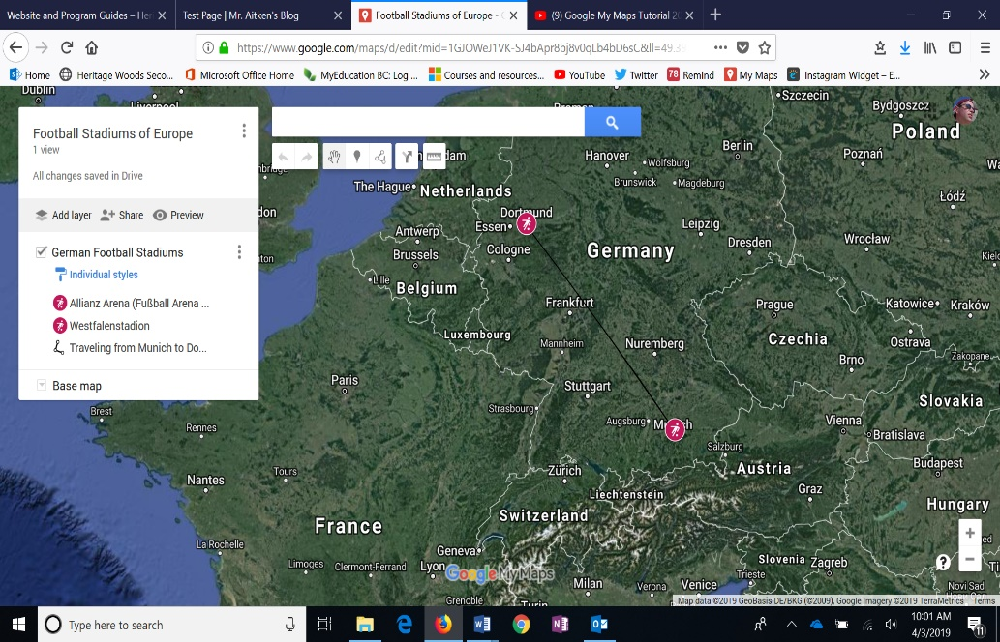 Website and Program Guides – Her
Test Page | Mr. Aitken's Blog
Football Stadiums of Europe -
(9) Google My Maps Tutorial 2
https://www.google.com/maps/d/edit?mid=1GJOWeJ1VK-SJ4bApr8bj8v0qLb4bD6sC&ll=49.3
Home
Heritage Woods Seco...
Microsoft Office Home
MyEducation BC: Log ...
Courses and resources...
YouTube
Twitter
78
Remind
My Maps
Instagram Widget – E...
Football Stadiums of Europe
1 view
All changes saved in Drive
Add layer
Share
Preview
German Football Stadiums
Individual styles
Allianz Arena (Fußball Arena ...
Westfalenstadion
Traveling from Munich to Do...
Base map
Dublin
Liverpool
Bremen
Szczecin
Bydgoszcz
Poland
Berlin
Hanover
Wolfsburg
Poznań
Brunswick
Magdeburg
The Hague
Netherlands
Łódź
Dortmund
Essen
Leipzig
Dresden
Wrocław
Antwerp
Cologne
Germany
Brussels
Lille
Belgium
Frankfurt
Prague
Katowice
Kraków
Luxembourg
Mannheim
Nuremberg
Czechia
Ostrava
Zakopane
Brno
Paris
Stuttgart
Slovakia
Strasbourg
Augsburg
Munich
Vienna
Bratislava
Brest
Rennes
Salzburg
Budapest
Tours
Zürich
Austria
Nantes
Liechtenstein
Graz
Hungary
Switzerland
France
La Rochelle
Geneva
Limoges
Clermont-Ferrand
Lyon
Slovenia
Zagreb
Google My Maps
Milan
Verona
Venice
Trieste
Novi Sad
Grenoble
Turin
Map data ©2019 GeoBasis-DE/BKG (©2009), Google Imagery ©2019 TerraMetrics
Terms
Type here to search
10:01 AM
4/3/2019
11